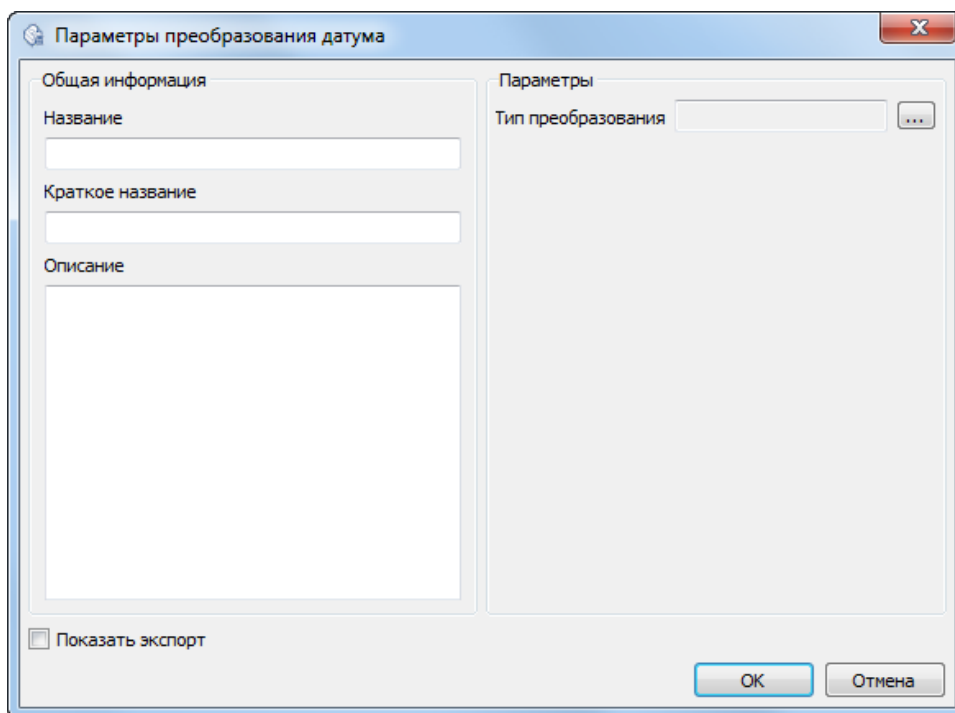 Параметры преобразования датума
Общая информация
Название
Краткое название
Описание
Параметры
Тип преобразования
...
Показать экспорт
OK
Отмена